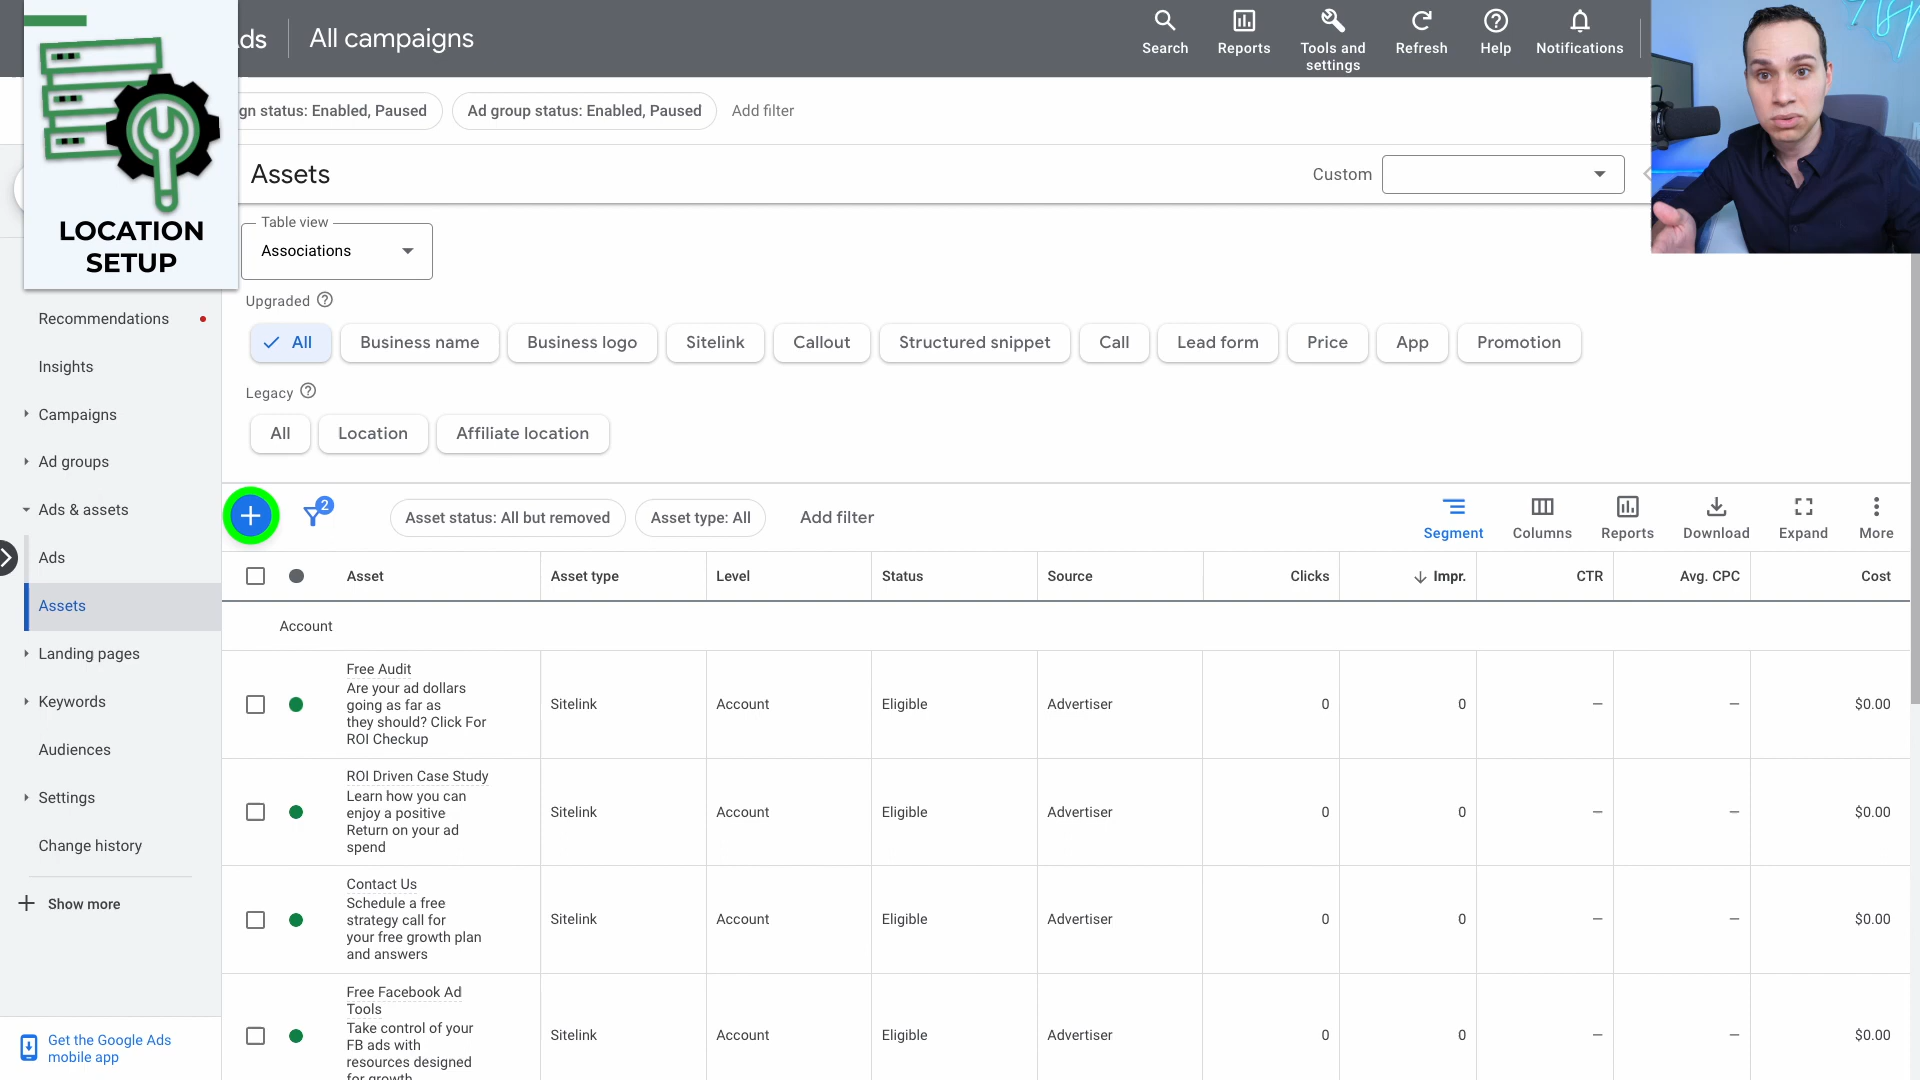 ds
All campaigns
Search
Reports
Tools and
settings
Refresh
Help
Notifications
LOCATION
SETUP
gn status: Enabled, Paused
Ad group status: Enabled, Paused
Add filter
Assets
Custom
Table view
Associations
Upgraded
All
Business name
Business logo
Sitelink
Callout
Structured snippet
Call
Lead form
Price
App
Promotion
Legacy
All
Location
Affiliate location
Recommendations
Insights
Campaigns
Ad groups
Ads & assets
Ads
Assets
Landing pages
Keywords
Audiences
Settings
Change history
Show more
Get the Google Ads
mobile app
2
Asset status: All but removed
Asset type: All
Add filter
Segment
Columns
Reports
Download
Expand
More
Asset
Asset type
Level
Status
Source
Clicks
Impr.
CTR
Avg. CPC
Cost
Account
Free Audit
Are your ad dollars
going as far as
they should? Click For
ROI Checkup
Sitelink
Account
Eligible
Advertiser
0
0
–
–
$0.00
ROI Driven Case Study
Learn how you can
enjoy a positive
Return on your ad
spend
Sitelink
Account
Eligible
Advertiser
0
0
–
–
$0.00
Contact Us
Schedule a free
strategy call for
your free growth plan
and answers
Sitelink
Account
Eligible
Advertiser
0
0
–
–
$0.00
Free Facebook Ad
Tools
Take control of your
FB ads with
resources designed
for growth
Sitelink
Account
Eligible
Advertiser
0
0
–
–
$0.00